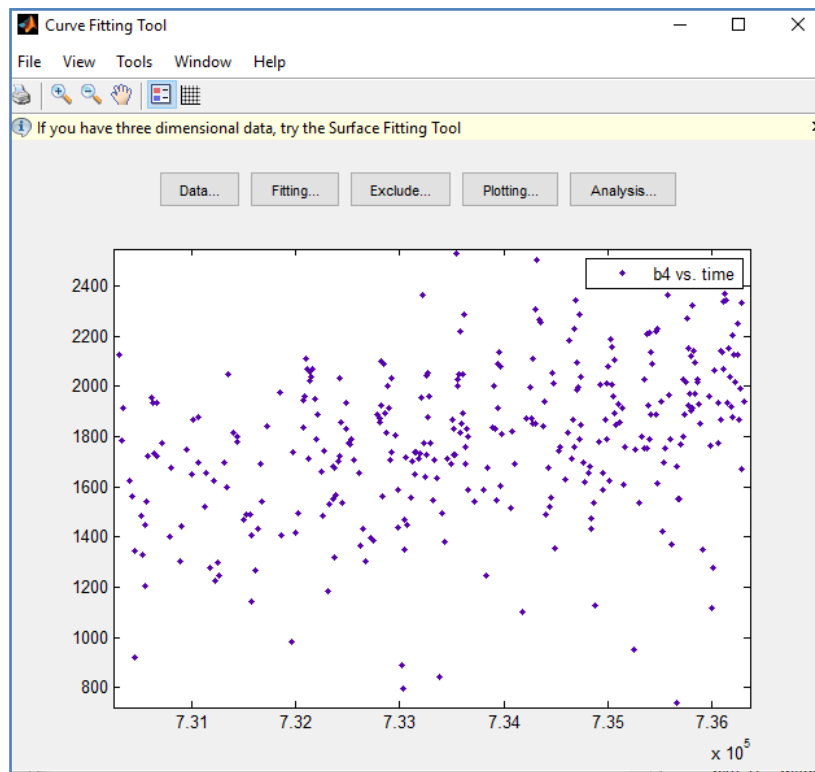 Curve Fitting Tool
File View Tools Window Help
If you have three dimensional data, try the Surface Fitting Tool
Data... Fitting... Exclude... Plotting... Analysis...
b4 vs. time
2400
2200
2000
1800
1600
1400
1200
1000
800
7.31 7.32 7.33 7.34 7.35 7.36
x 10^5